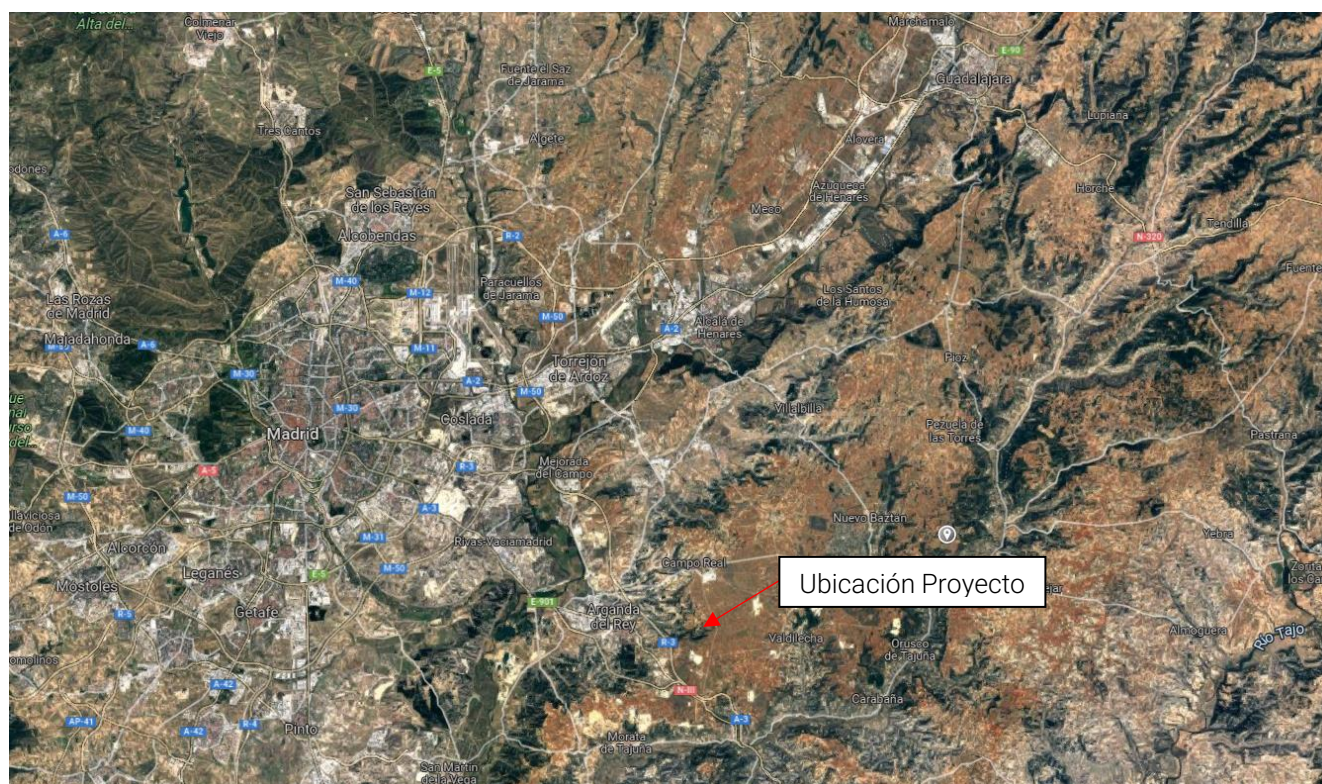 Alta del...
Colmenar
Viejo
Marchamalo
E-5
E-90
Fuente el Saz
de Jarama
Guadalajara
Tres Cantos
Algete
Lupiana
Alovera
San Sebastián
de los Reyes
Azuqueca
de Henares
Horche
Meco
Alcobendas
R-2
Tendilla
A-6
N-320
M-40
M-12
Paracuellos
de Jarama
Los Santos
de la Humosa
Las Rozas
de Madrid
M-50
A-2
Alcalá de
Henares
Majadahonda
A-6
M-11
Torrejón
de Ardoz
Pioz
M-30
A-2
M-50
M-30
Coslada
Villalbilla
M-40
Madrid
Pezuela de
las Torres
Pastrana
A-5
R-3
Mejorada
del Campo
M-50
A-3
Nuevo Baztán
Alcorcón
M-31
Rivas-Vaciamadrid
Yebra
Móstoles
Leganés
E-5
M-50
Campo Real
Ubicación Proyecto
R-5
Getafe
E-901
Arganda
del Rey
R-3
Valdilecha
Orusco
de Tajuña
Almoguera
Río Tajo
A-42
N-III
Carabaña
AP-41
A-42
R-4
Pinto
A-3
Morata
de Tajuña
San Martín
de la Vega